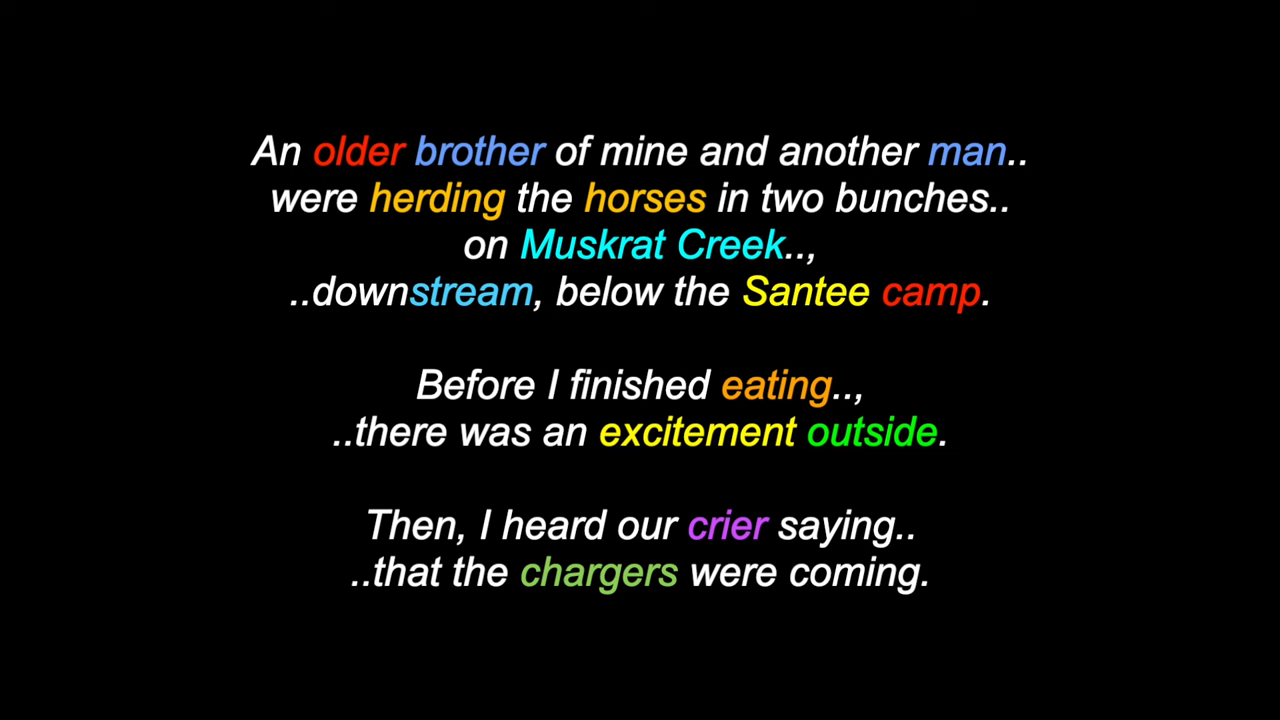 An older brother of mine and another man..
were herding the horses in two bunches..
on Muskrat Creek..,
..downstream, below the Santee camp.
Before I finished eating..,
..there was an excitement outside.
Then, I heard our crier saying..
..that the chargers were coming.